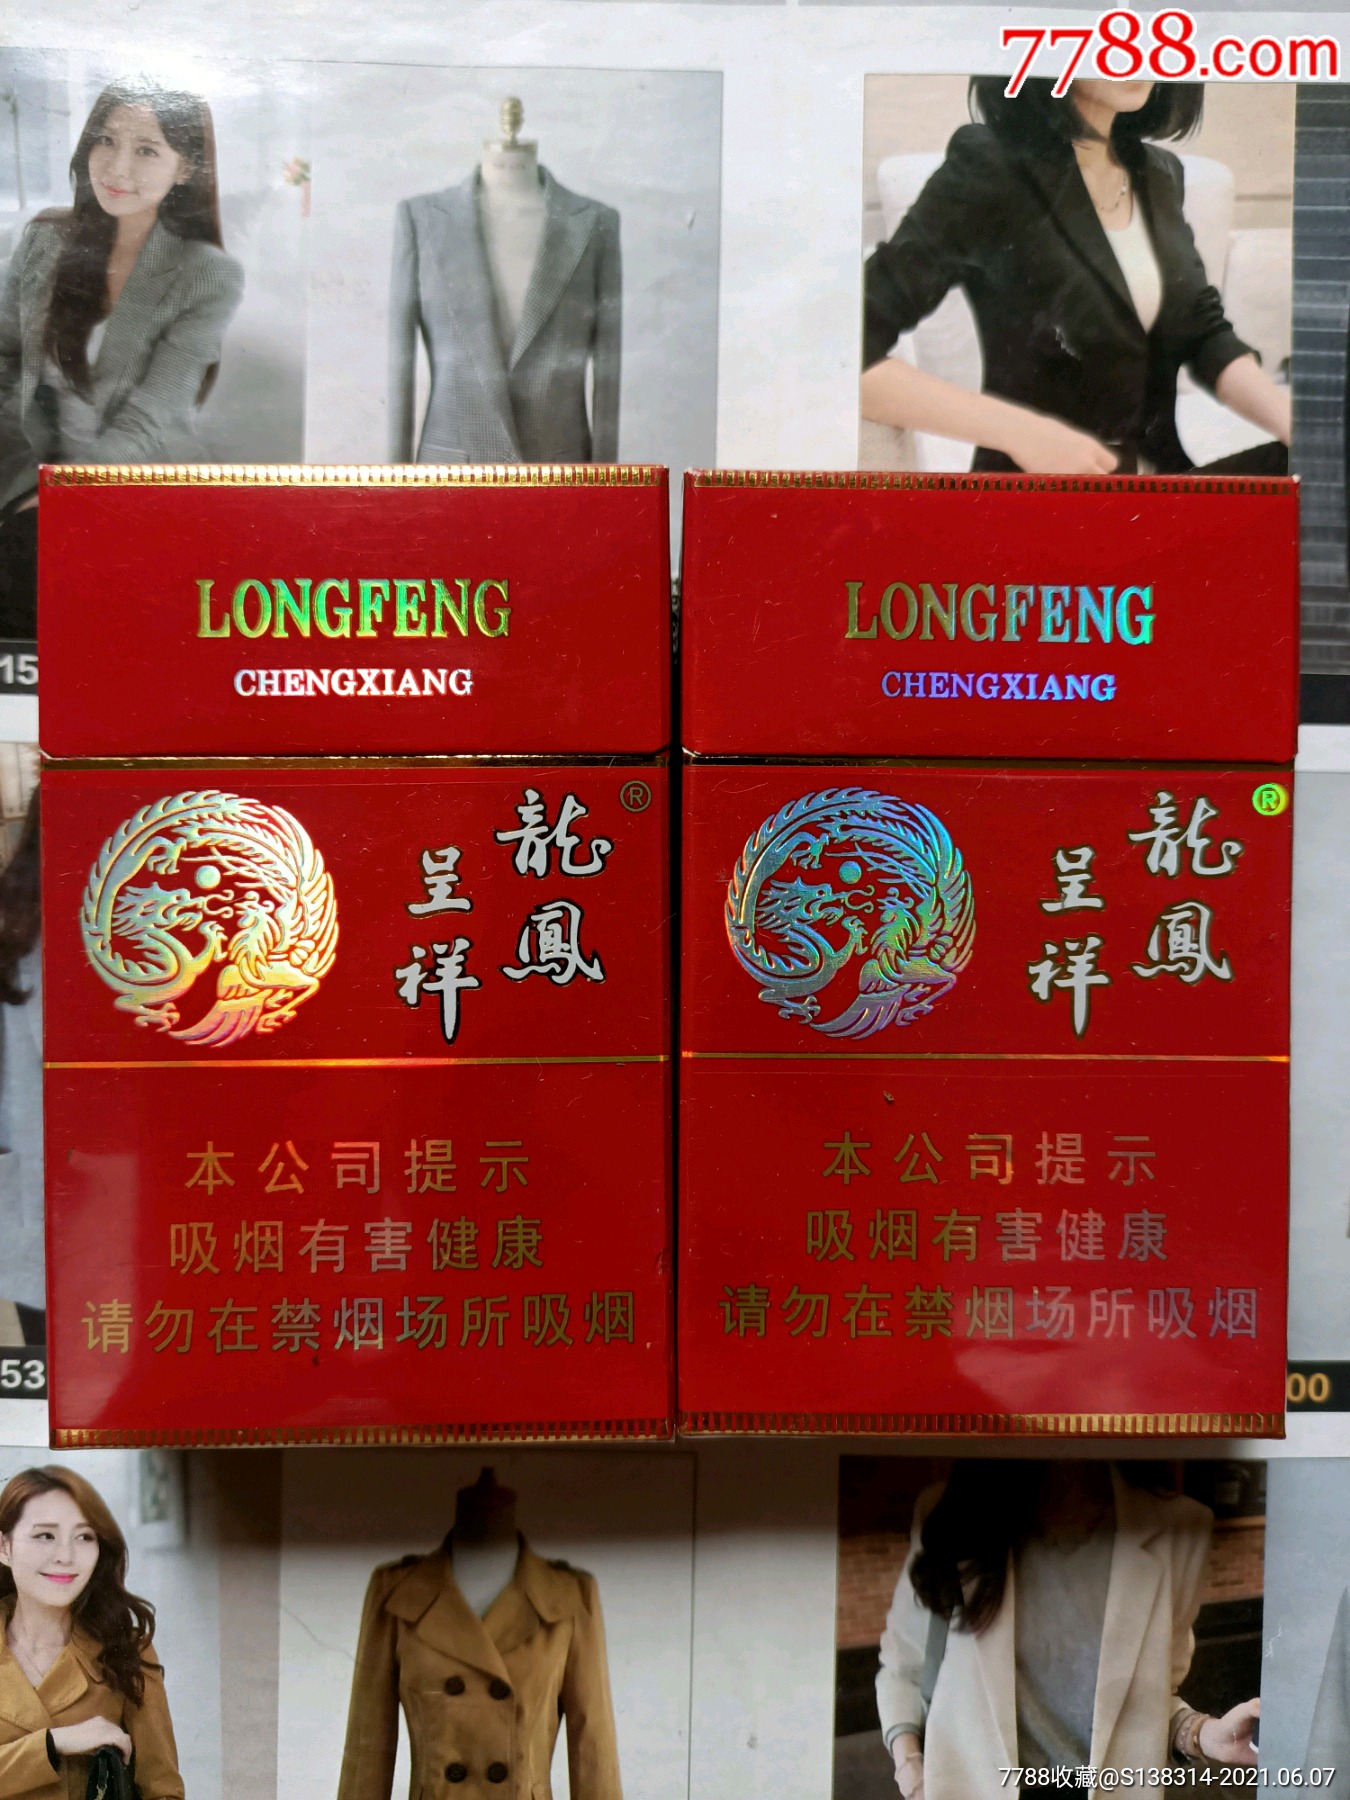 7788.com
LONGFENG
CHENGXIANG
龍鳳
呈祥
®
本公司提示
吸烟有害健康
请勿在禁烟场所吸烟
LONGFENG
CHENGXIANG
龍鳳
呈祥
®
本公司提示
吸烟有害健康
请勿在禁烟场所吸烟
15
53
00
7788收藏@S138314-2021.06.07